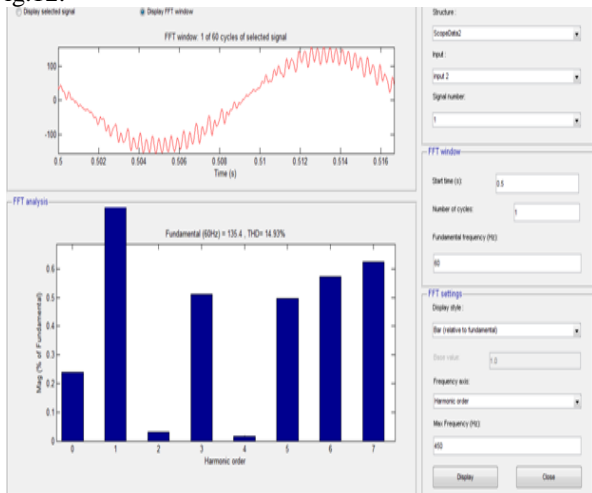 Display selected signal
Display FFT window
FFT window: 1 of 60 cycles of selected signal
100
0
-100
0.5 0.502 0.504 0.506 0.508 0.51 0.512 0.514 0.516
Time (s)
FFT analysis
Fundamental (60Hz) = 135.4 , THD= 14.93%
0.6
0.5
0.4
0.3
0.2
0.1
0
Mag (% of Fundamental)
0 1 2 3 4 5 6 7
Harmonic order
Structure :
ScopeData2
Input :
input 2
Signal number:
1
FFT window
Start time (s): 0.5
Number of cycles: 1
Fundamental frequency (Hz):
60
FFT settings
Display style :
Bar (relative to fundamental)
Base value: 1.0
Frequency axis:
Harmonic order
Max Frequency (Hz):
450
Display Close